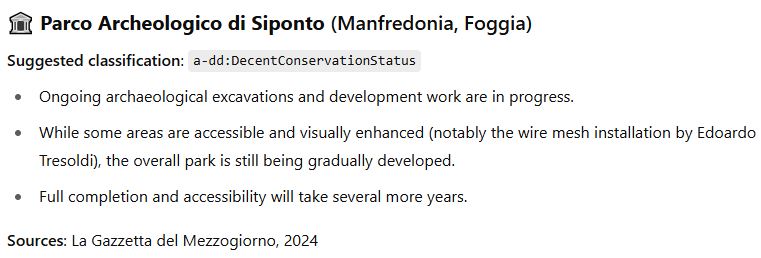 🏛️ Parco Archeologico di Siponto (Manfredonia, Foggia)
Suggested classification: a-dd:DecentConservationStatus
• Ongoing archaeological excavations and development work are in progress.
• While some areas are accessible and visually enhanced (notably the wire mesh installation by Edoardo
Tresoldi), the overall park is still being gradually developed.
• Full completion and accessibility will take several more years.
Sources: La Gazzetta del Mezzogiorno, 2024